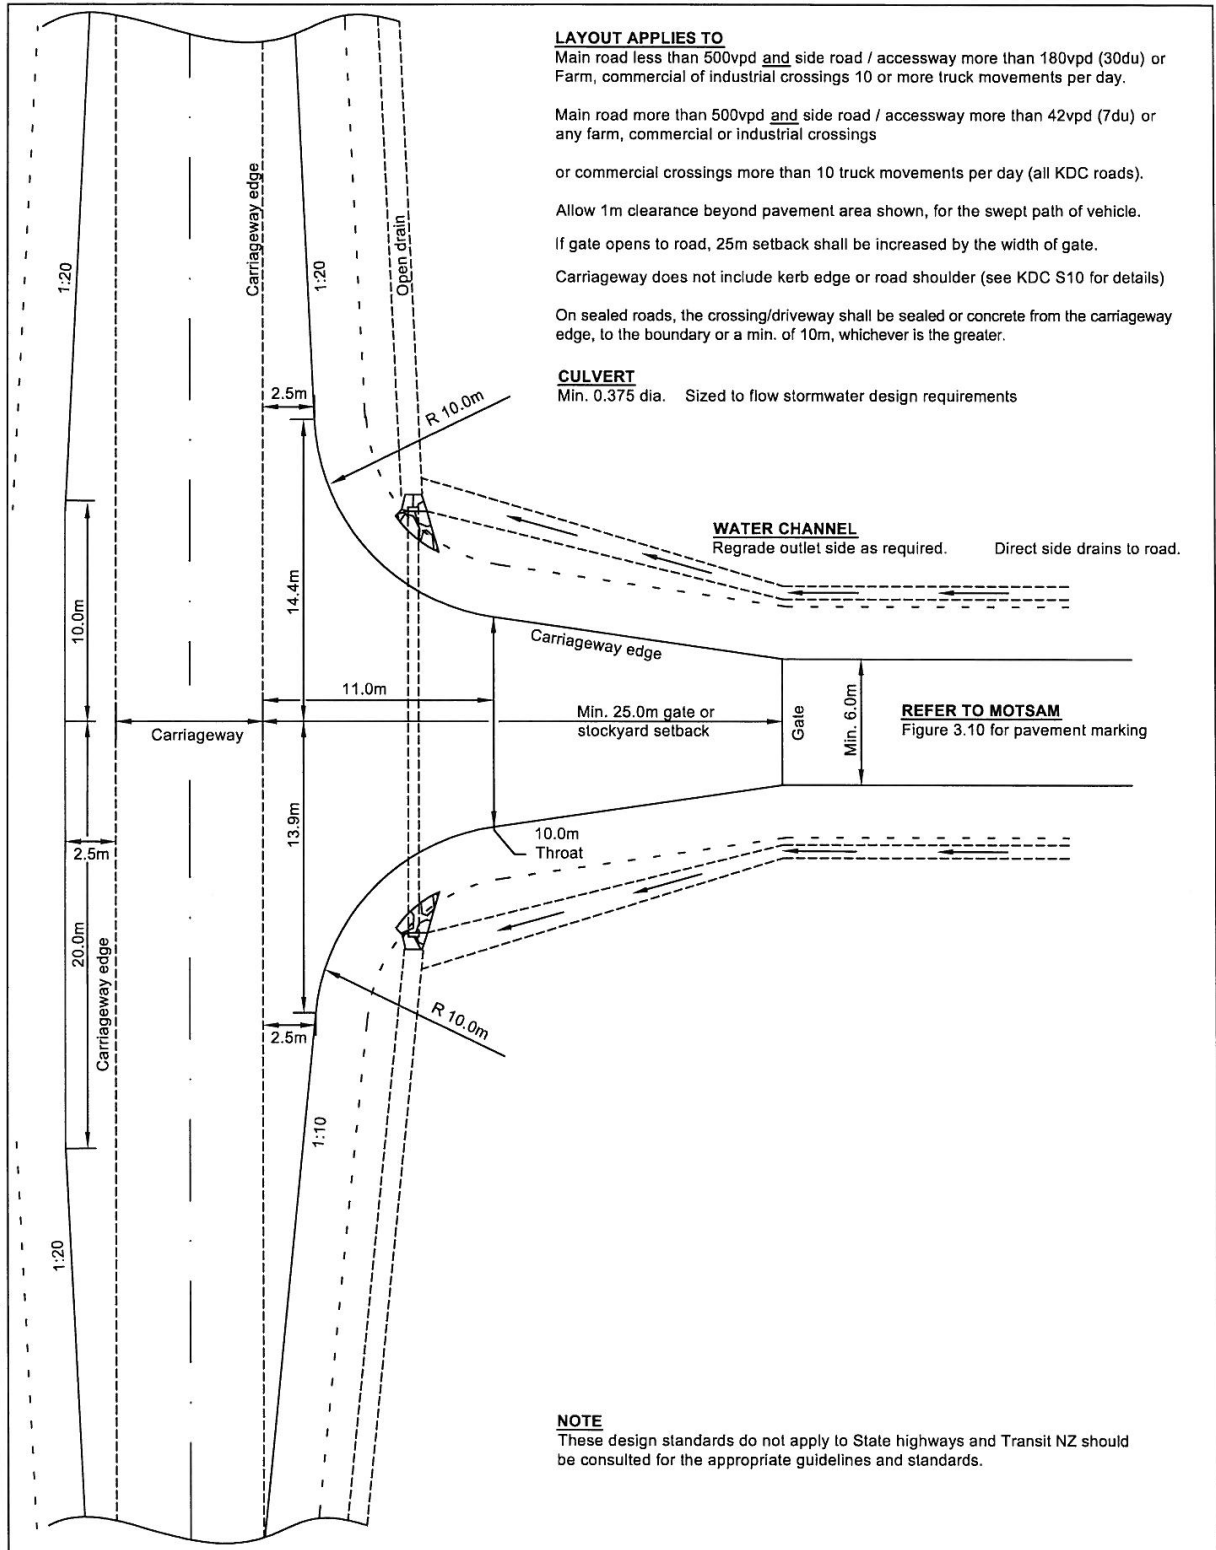 LAYOUT APPLIES TO
Main road less than 500vpd and side road / accessway more than 180vpd (30du) or
Farm, commercial of industrial crossings 10 or more truck movements per day.
Main road more than 500vpd and side road / accessway more than 42vpd (7du) or
any farm, commercial or industrial crossings
or commercial crossings more than 10 truck movements per day (all KDC roads).
Allow 1m clearance beyond pavement area shown, for the swept path of vehicle.
If gate opens to road, 25m setback shall be increased by the width of gate.
Carriageway does not include kerb edge or road shoulder (see KDC S10 for details)
On sealed roads, the crossing/driveway shall be sealed or concrete from the carriageway
edge, to the boundary or a min. of 10m, whichever is the greater.
CULVERT
Min. 0.375 dia. Sized to flow stormwater design requirements
1:20
Carriageway edge
1:20
Open drain
2.5m
R 10.0m
WATER CHANNEL
Regrade outlet side as required. Direct side drains to road.
10.0m
14.4m
Carriageway edge
11.0m
Carriageway
Min. 25.0m gate or
stockyard setback
Gate
Min. 6.0m
REFER TO MOTSAM
Figure 3.10 for pavement marking
13.9m
2.5m
10.0m
Throat
20.0m
Carriageway edge
2.5m
R 10.0m
1:10
1:20
NOTE
These design standards do not apply to State highways and Transit NZ should
be consulted for the appropriate guidelines and standards.